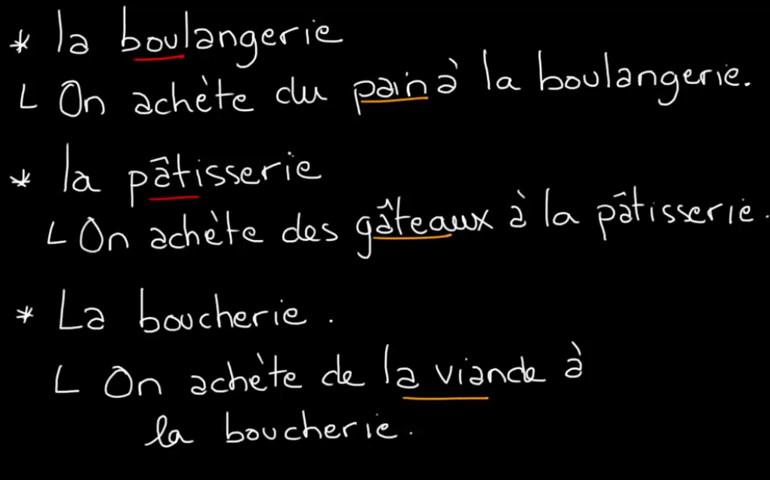 * la boulangerie
└ On achète du pain à la boulangerie.
* la pâtisserie
└ On achète des gâteaux à la pâtisserie.
* La boucherie.
└ On achète de la viande à
la boucherie.